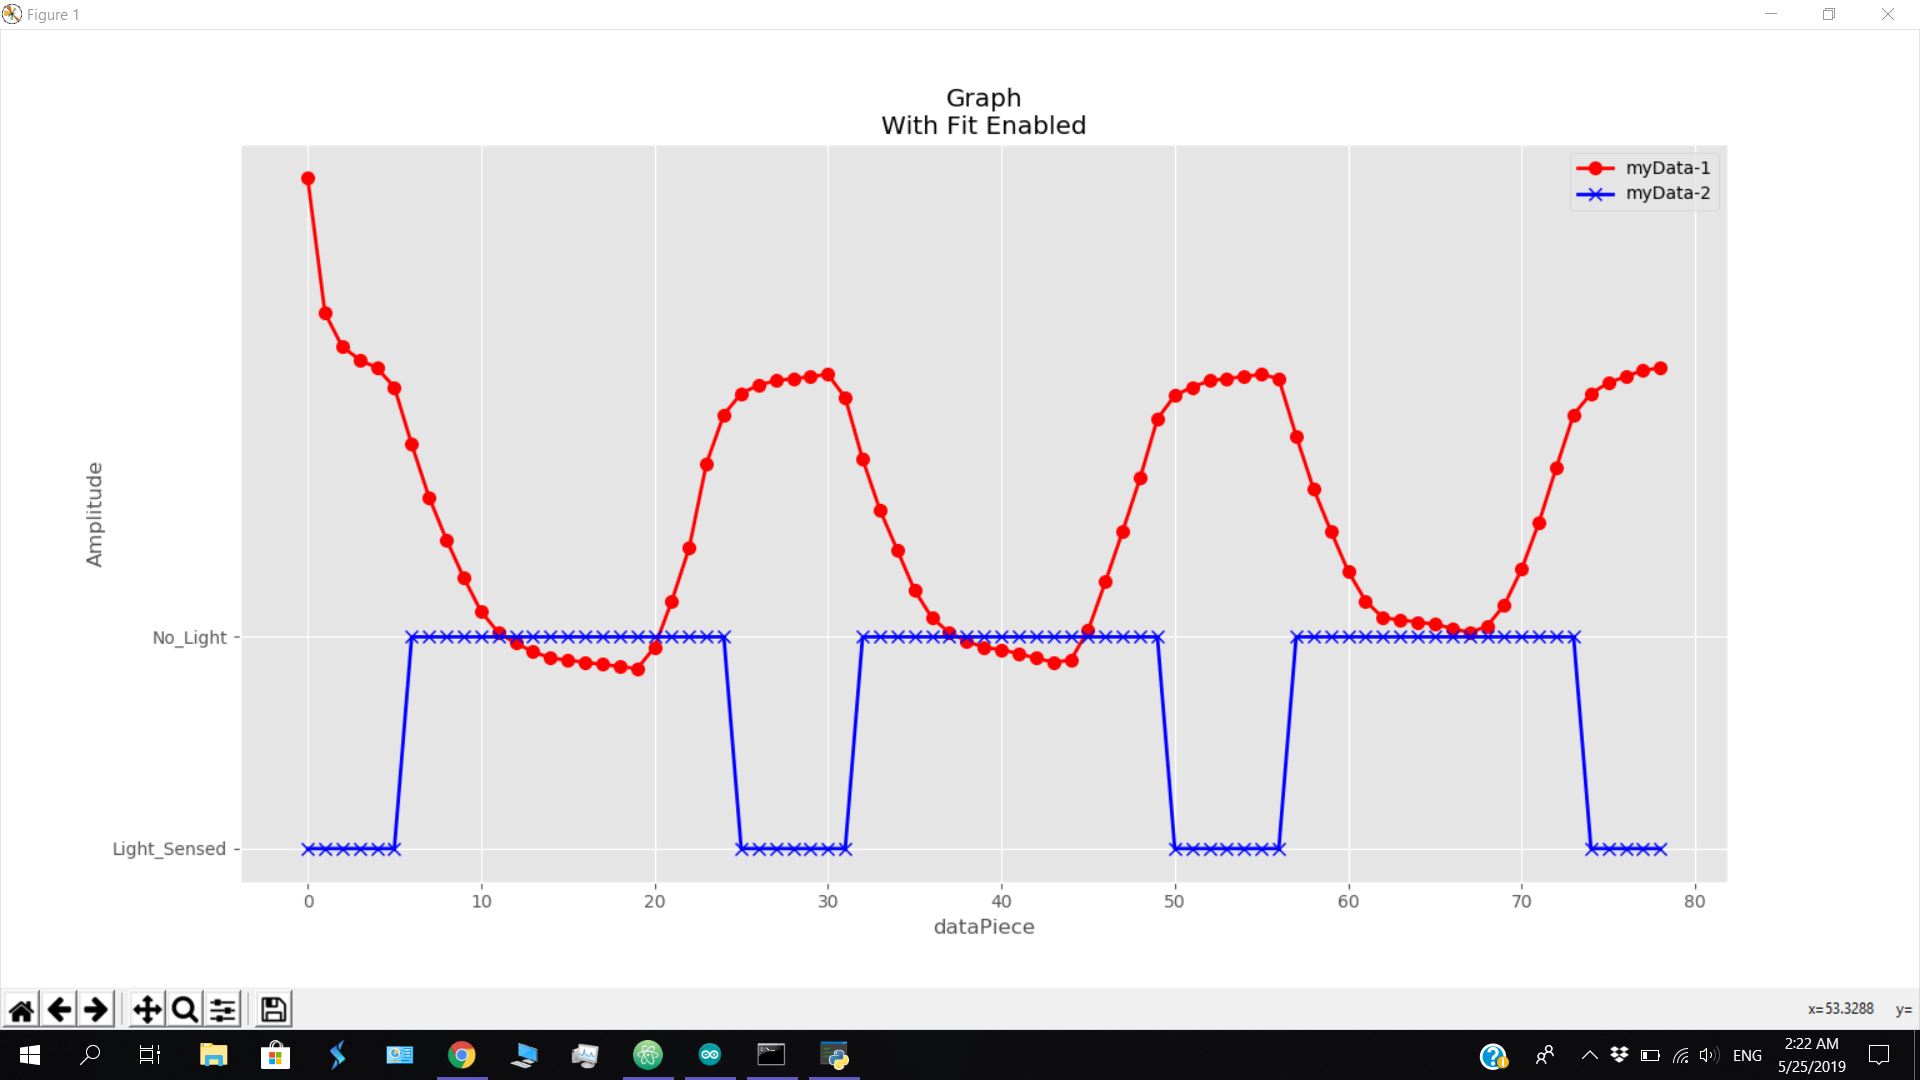 Figure 1
Graph
With Fit Enabled
myData-1
myData-2
Amplitude
No_Light
Light_Sensed
0 10 20 30 40 50 60 70 80
dataPiece
x=53.3288 y=
ENG
2:22 AM
5/25/2019